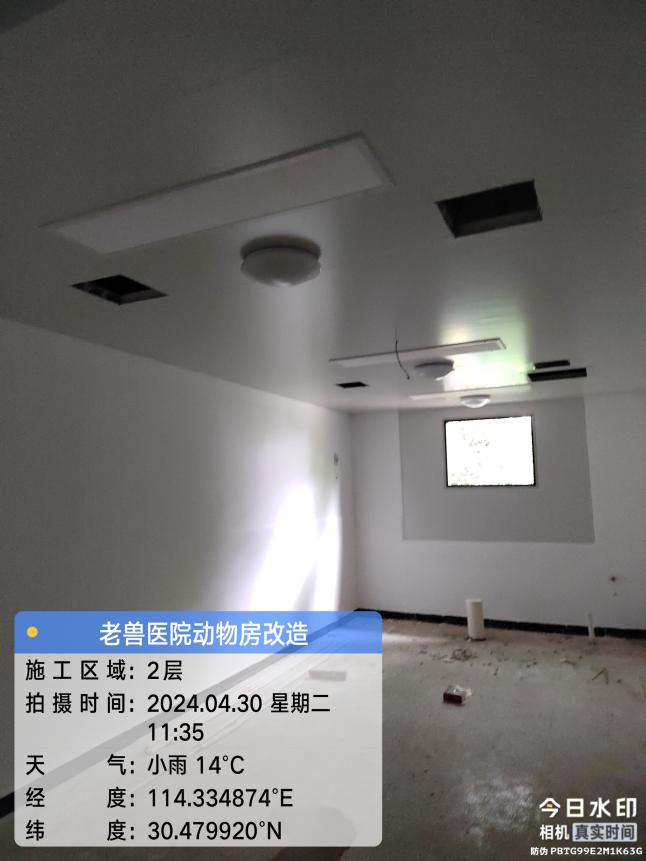 老兽医院动物房改造
施工区域：2层
拍摄时间：2024.04.30 星期二
11:35
天气：小雨 14°C
经度：114.334874°E
纬度：30.479920°N
今日水印
相机 真实时间
防伪 PBTG99E2M1K63G